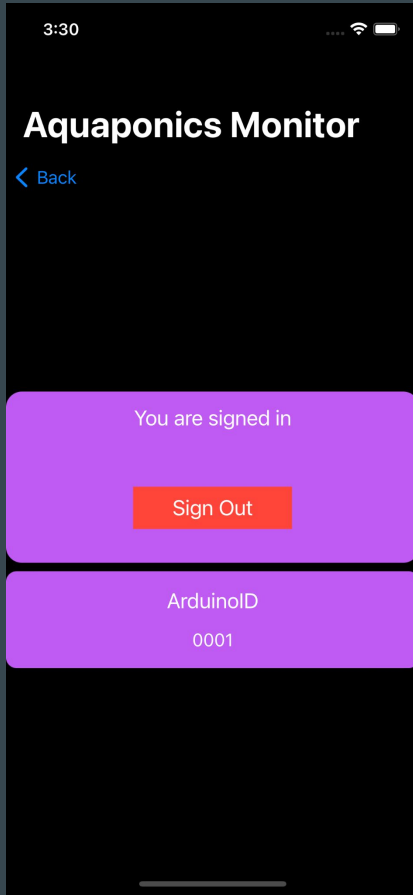 3:30
Aquaponics Monitor
Back
You are signed in
Sign Out
ArduinoID
0001